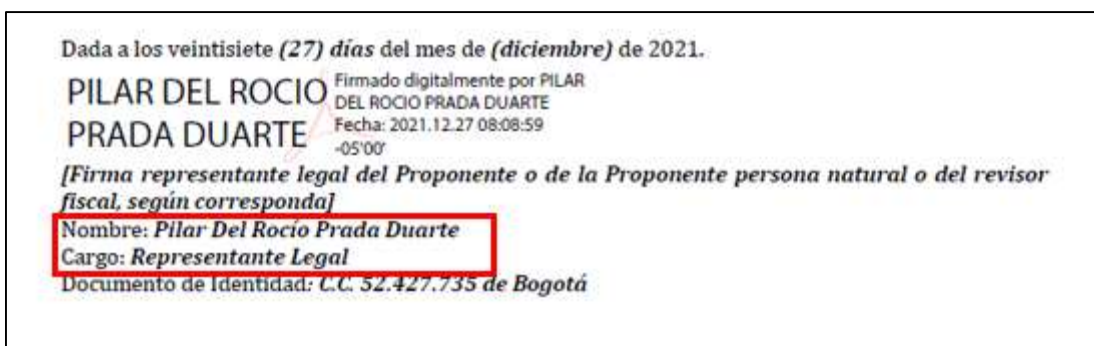 Dada a los veintisiete (27) días del mes de (diciembre) de 2021.
PILAR DEL ROCIO
PRADA DUARTE
Firmado digitalmente por PILAR
DEL ROCIO PRADA DUARTE
Fecha: 2021.12.27 08:08:59
-05'00'
[Firma representante legal del Proponente o de la Proponente persona natural o del revisor
fiscal, según corresponda]
Nombre: Pilar Del Rocío Prada Duarte
Cargo: Representante Legal
Documento de Identidad: C.C. 52.427.735 de Bogotá